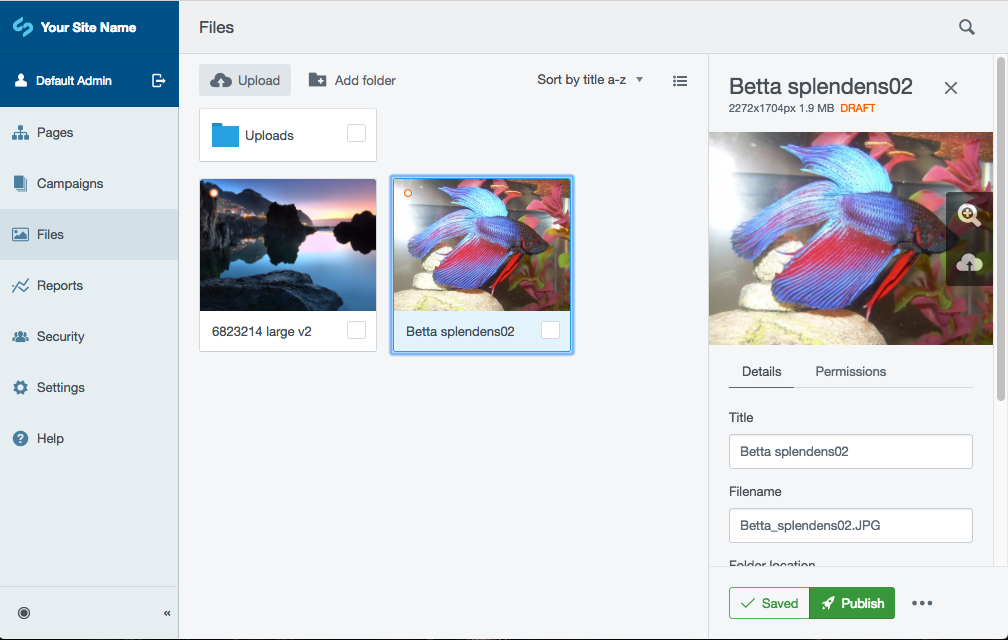 Your Site Name
Default Admin
Pages
Campaigns
Files
Reports
Security
Settings
Help
«
Files
Upload
Add folder
Sort by title a-z
Uploads
6823214 large v2
Betta splendens02
Betta splendens02
2272x1704px 1.9 MB DRAFT
Details
Permissions
Title
Betta splendens02
Filename
Betta_splendens02.JPG
Folder location
Saved
Publish